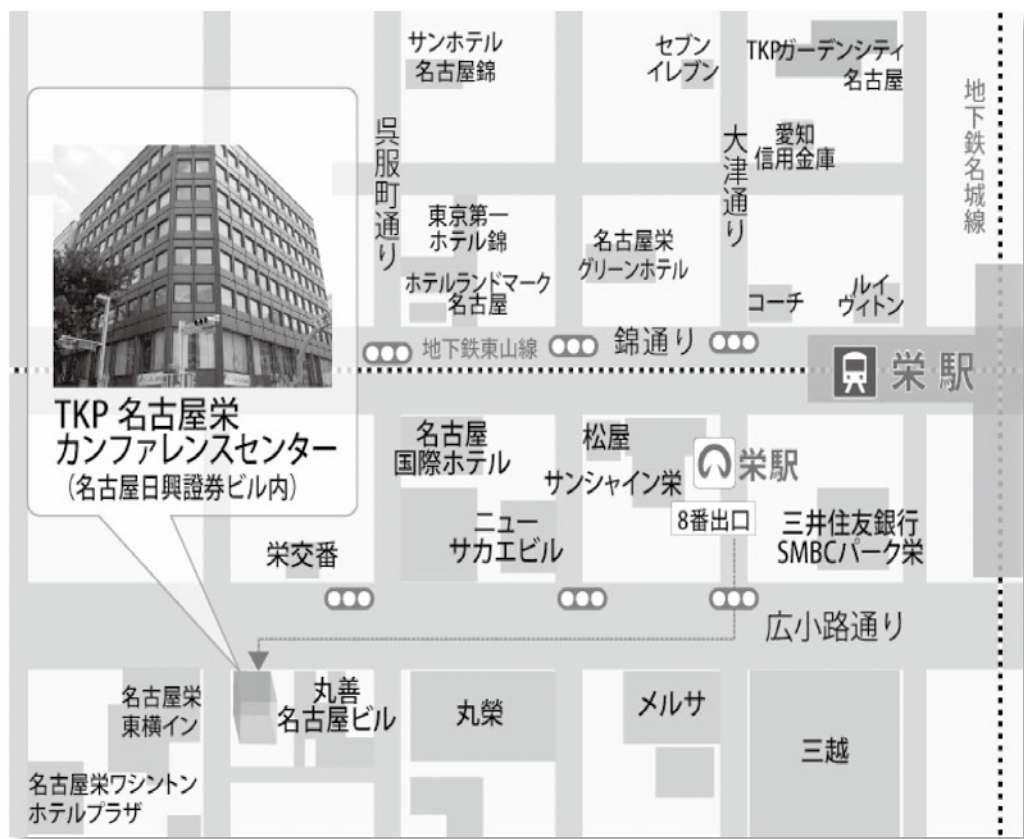 サンホテル
名古屋錦
セブン
イレブン
TKPガーデンシティ
名古屋
地下鉄名城線
呉服町通り
大津通り
愛知
信用金庫
東京第一
ホテル錦
名古屋栄
グリーンホテル
ホテルランドマーク
名古屋
コーチ
ルイ
ヴィトン
地下鉄東山線
錦通り
栄駅
TKP 名古屋栄
カンファレンスセンター
（名古屋日興證券ビル内）
名古屋
国際ホテル
松屋
サンシャイン栄
栄駅
8番出口
ニュー
サカエビル
三井住友銀行
SMBCパーク栄
栄交番
広小路通り
名古屋栄
東横イン
丸善
名古屋ビル
丸榮
メルサ
三越
名古屋栄ワシントン
ホテルプラザ